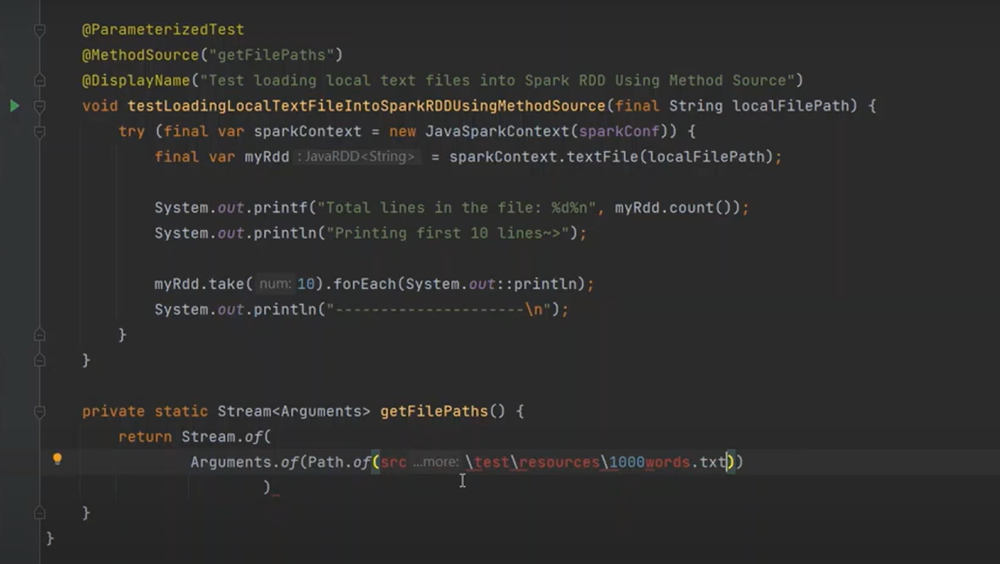 @ParameterizedTest
@MethodSource("getFilePaths")
@DisplayName("Test loading local text files into Spark RDD Using Method Source")
void testLoadingLocalTextFileIntoSparkRDDUsingMethodSource(final String localFilePath) {
try (final var sparkContext = new JavaSparkContext(sparkConf)) {
final var myRdd : JavaRDD<String> = sparkContext.textFile(localFilePath);
System.out.printf("Total lines in the file: %d%n", myRdd.count());
System.out.println("Printing first 10 lines~>");
myRdd.take( num: 10).forEach(System.out::println);
System.out.println("---------------------\n");
}
}
private static Stream<Arguments> getFilePaths() {
return Stream.of(
Arguments.of(Path.of(src ...more: \test\resources\1000words.txt))
)
}
}